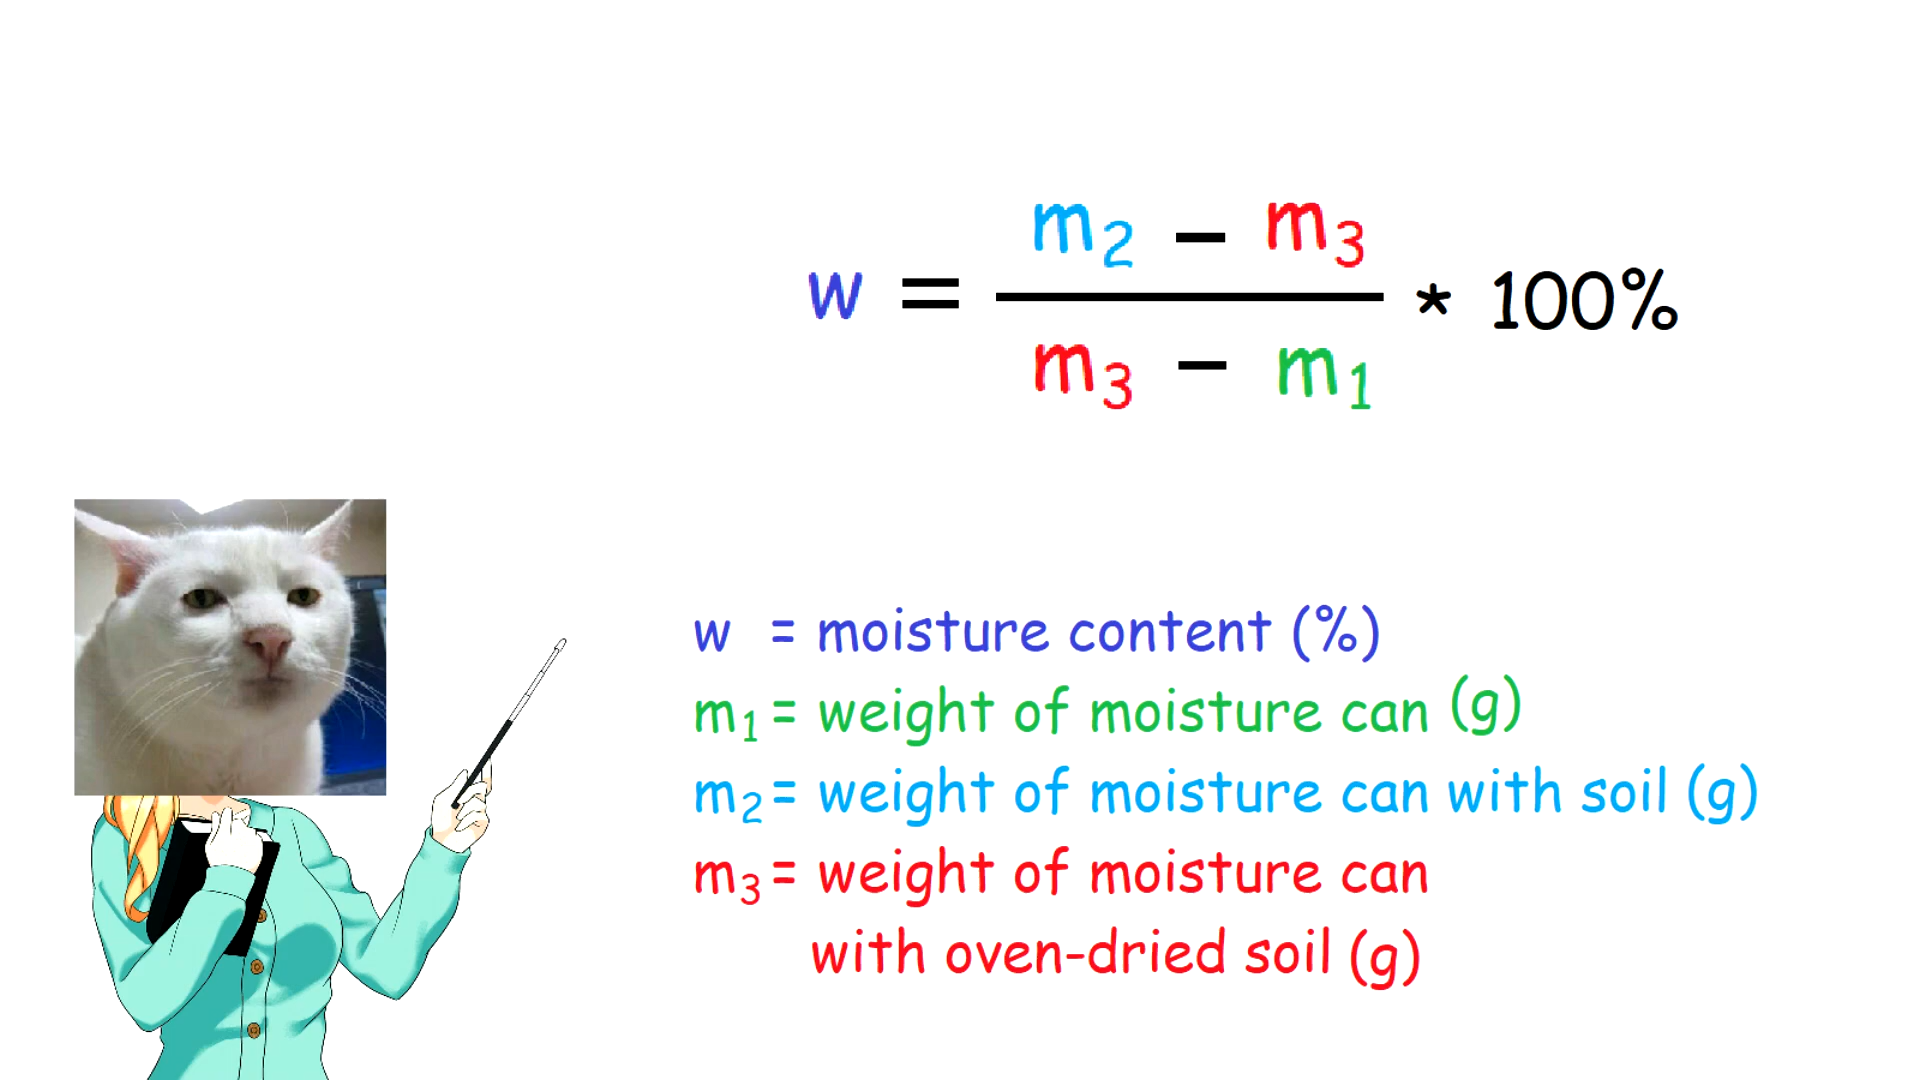 w = m₂ – m₃ / m₃ – m₁ * 100%
w = moisture content (%)
m₁ = weight of moisture can (g)
m₂ = weight of moisture can with soil (g)
m₃ = weight of moisture can
with oven-dried soil (g)